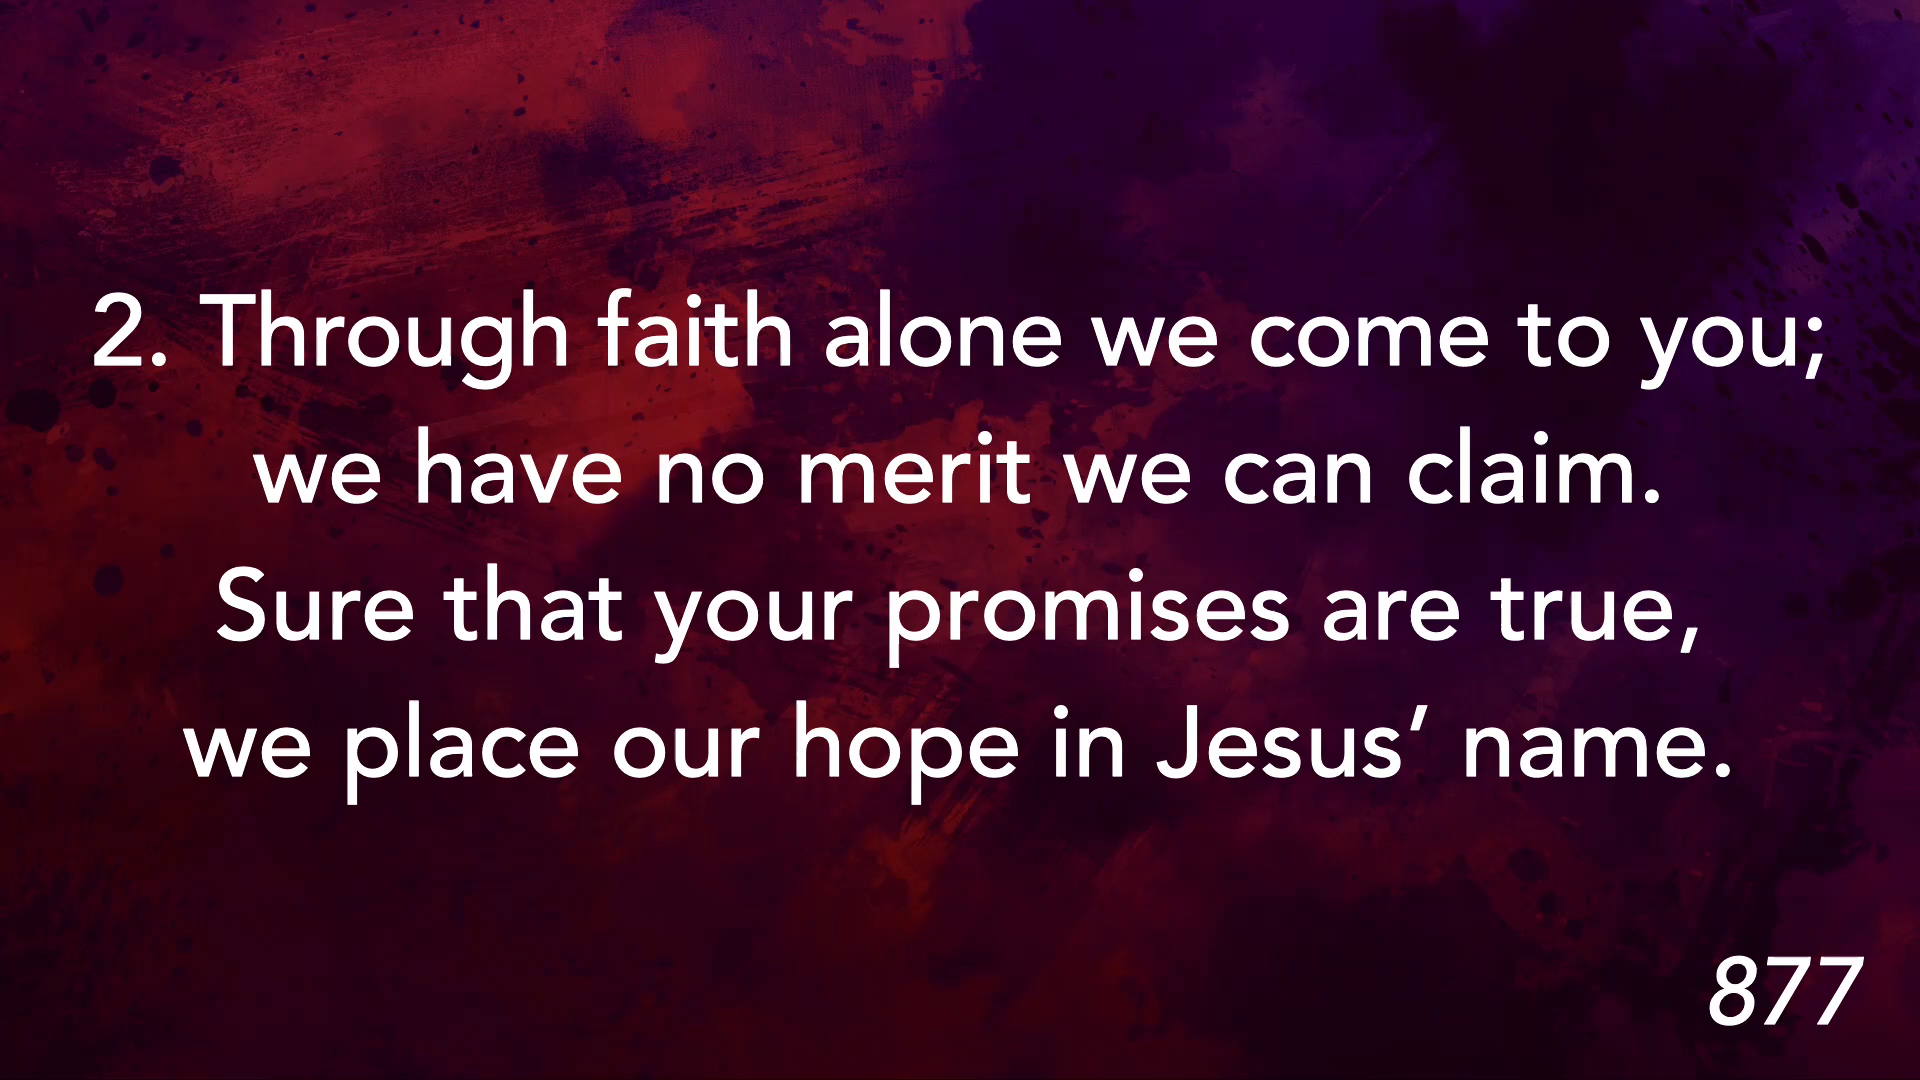 2. Through faith alone we come to you;
we have no merit we can claim.
Sure that your promises are true,
we place our hope in Jesus’ name.
877